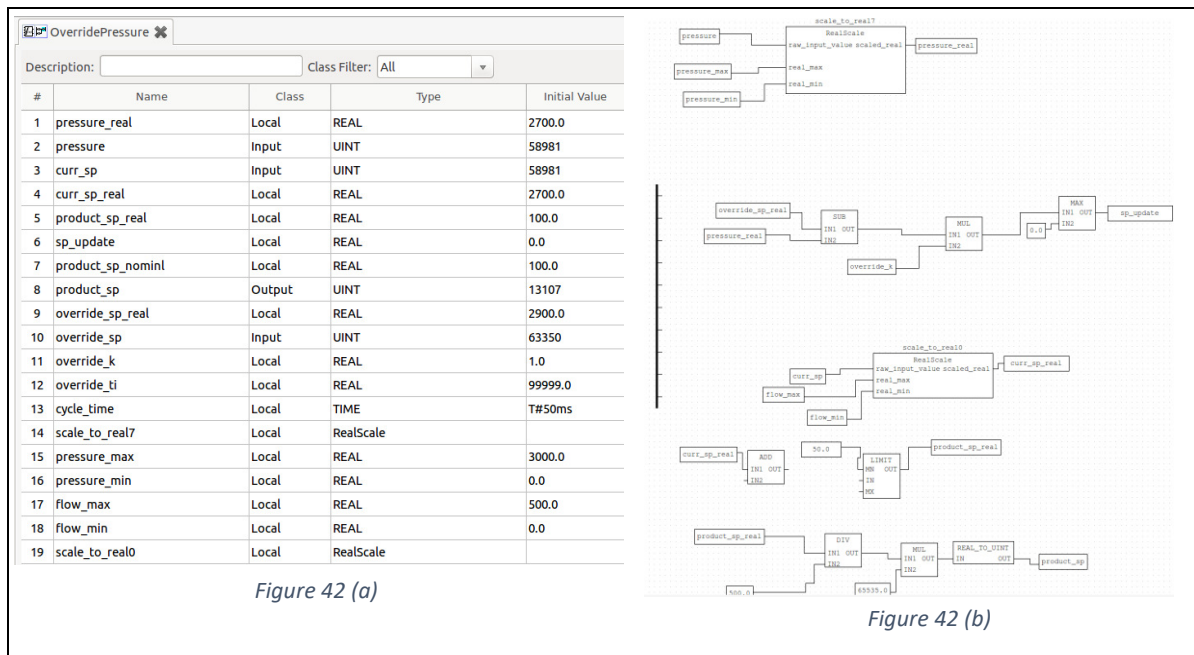 OverridePressure
Description: Class Filter: All
# Name Class Type Initial Value
1 pressure_real Local REAL 2700.0
2 pressure Input UINT 58981
3 curr_sp Input UINT 58981
4 curr_sp_real Local REAL 2700.0
5 product_sp_real Local REAL 100.0
6 sp_update Local REAL 0.0
7 product_sp_nominl Local REAL 100.0
8 product_sp Output UINT 13107
9 override_sp_real Local REAL 2900.0
10 override_sp Input UINT 63350
11 override_k Local REAL 1.0
12 override_ti Local REAL 99999.0
13 cycle_time Local TIME T#50ms
14 scale_to_real7 Local RealScale
15 pressure_max Local REAL 3000.0
16 pressure_min Local REAL 0.0
17 flow_max Local REAL 500.0
18 flow_min Local REAL 0.0
19 scale_to_real0 Local RealScale
Figure 42 (a)
scale_to_real7
RealScale
pressure
raw_input_value scaled_real
pressure_real
pressure_max
real_max
real_min
pressure_min
MAX
override_sp_real
SUB
IN1 OUT
sp_update
MUL
IN2
IN1 OUT
0.0
pressure_real
IN2
IN1 OUT
IN2
override_k
scale_to_real0
RealScale
curr_sp_real
raw_input_value scaled_real
curr_sp
real_max
flow_max
real_min
flow_min
50.0
product_sp_real
curr_sp_real
ADD
LIMIT
IN1 OUT
MN OUT
IN2
IN
MX
product_sp_real
DIV
MUL
REAL_TO_UINT
IN1 OUT
IN1 OUT
IN OUT
product_sp
IN2
IN2
500.0
65535.0
Figure 42 (b)